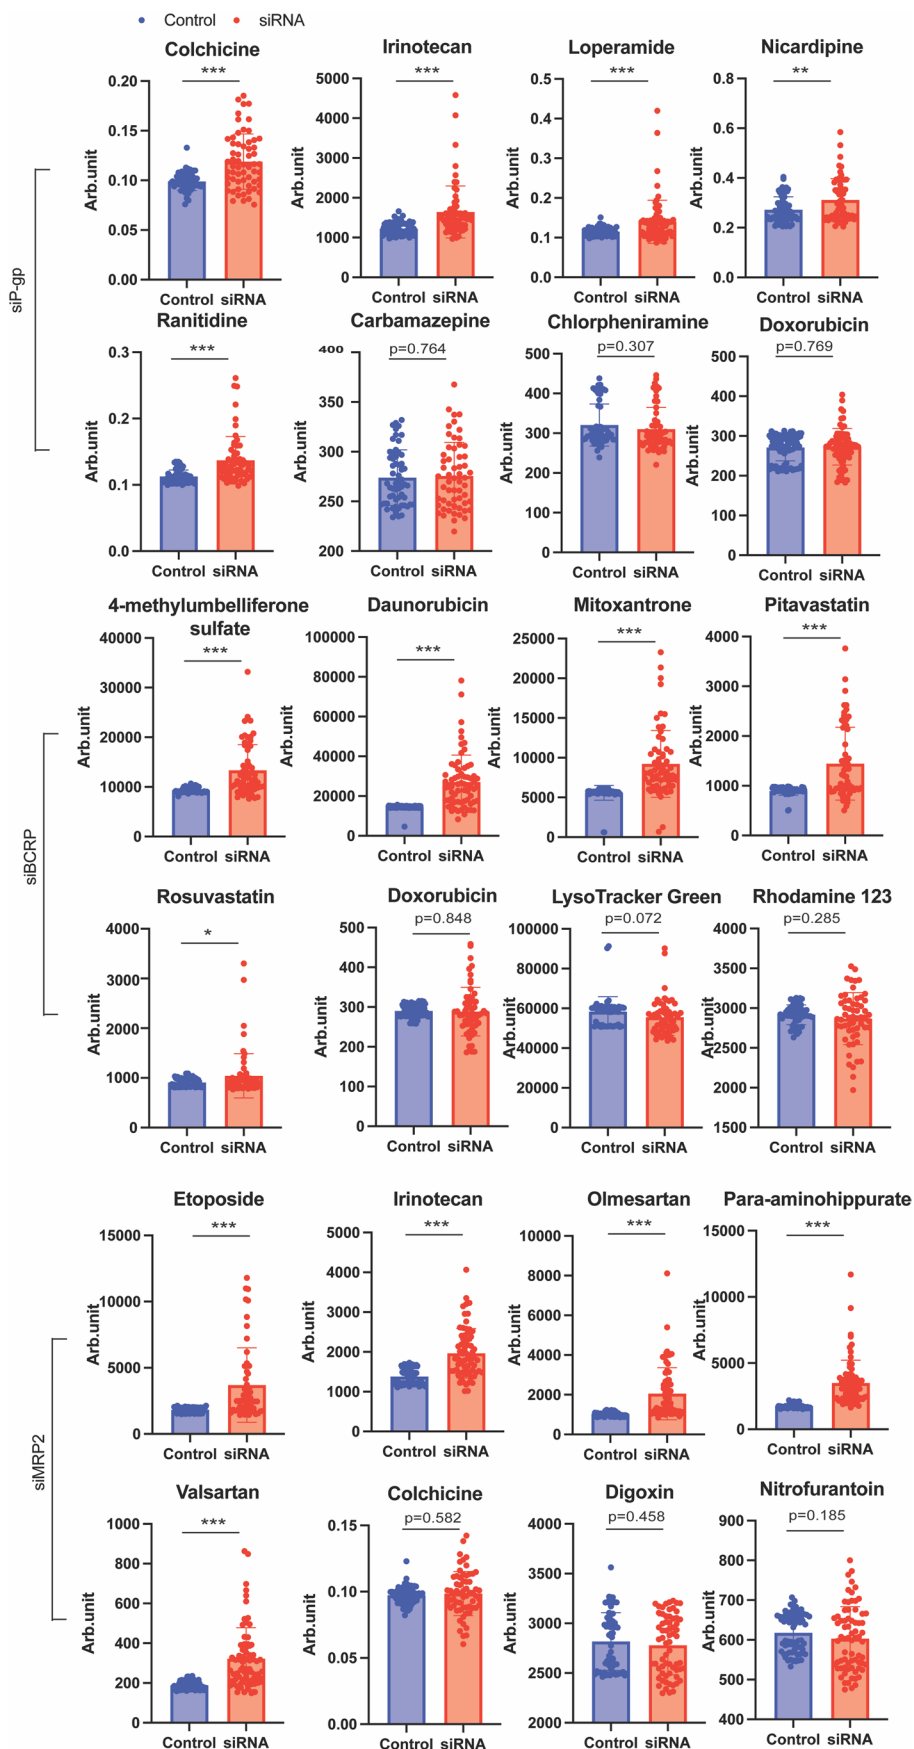 Control siRNA
Colchicine Irinotecan Loperamide Nicardipine
*** *** *** **
0.20 5000 0.5 0.8
0.15 4000 0.4 0.6
0.10 3000 0.3 0.4
0.05 2000 0.2 0.2
0.00 1000 0.1 0.0
0 0.0
Arb.unit Arb.unit Arb.unit Arb.unit
Control siRNA Control siRNA Control siRNA Control siRNA
siP-gp
Ranitidine Carbamazepine Chlorpheniramine Doxorubicin
*** p=0.764 p=0.307 p=0.769
0.3 400 500 500
0.2 350 400 400
0.1 300 300 300
0.0 250 200 200
200 100 100
0 0
Arb.unit Arb.unit Arb.unit Arb.unit
Control siRNA Control siRNA Control siRNA Control siRNA
4-methylumbelliferone
sulfate
Daunorubicin Mitoxantrone Pitavastatin
*** *** *** ***
40000 100000 25000 4000
30000 80000 20000 3000
20000 60000 15000 2000
10000 40000 10000 1000
0 20000 5000 0
0 0
Arb.unit Arb.unit Arb.unit Arb.unit
Control siRNA Control siRNA Control siRNA Control siRNA
siBCRP
Rosuvastatin Doxorubicin LysoTracker Green Rhodamine 123
* p=0.848 p=0.072 p=0.285
4000 500 100000 4000
3000 400 80000 3500
2000 300 60000 3000
1000 200 40000 2500
0 100 20000 2000
0 0 1500
Arb.unit Arb.unit Arb.unit Arb.unit
Control siRNA Control siRNA Control siRNA Control siRNA
Etoposide Irinotecan Olmesartan Para-aminohippurate
*** *** *** ***
15000 5000 10000 15000
10000 4000 8000 10000
5000 3000 6000 5000
0 2000 4000 0
1000 2000
0 0
Arb.unit Arb.unit Arb.unit Arb.unit
Control siRNA Control siRNA Control siRNA Control siRNA
siMRP2
Valsartan Colchicine Digoxin Nitrofurantoin
*** p=0.582 p=0.458 p=0.185
1000 0.15 4000 900
800 0.10 3500 800
600 0.05 3000 700
400 0.00 2500 600
200 2000 500
0 400
Arb.unit Arb.unit Arb.unit Arb.unit
Control siRNA Control siRNA Control siRNA Control siRNA